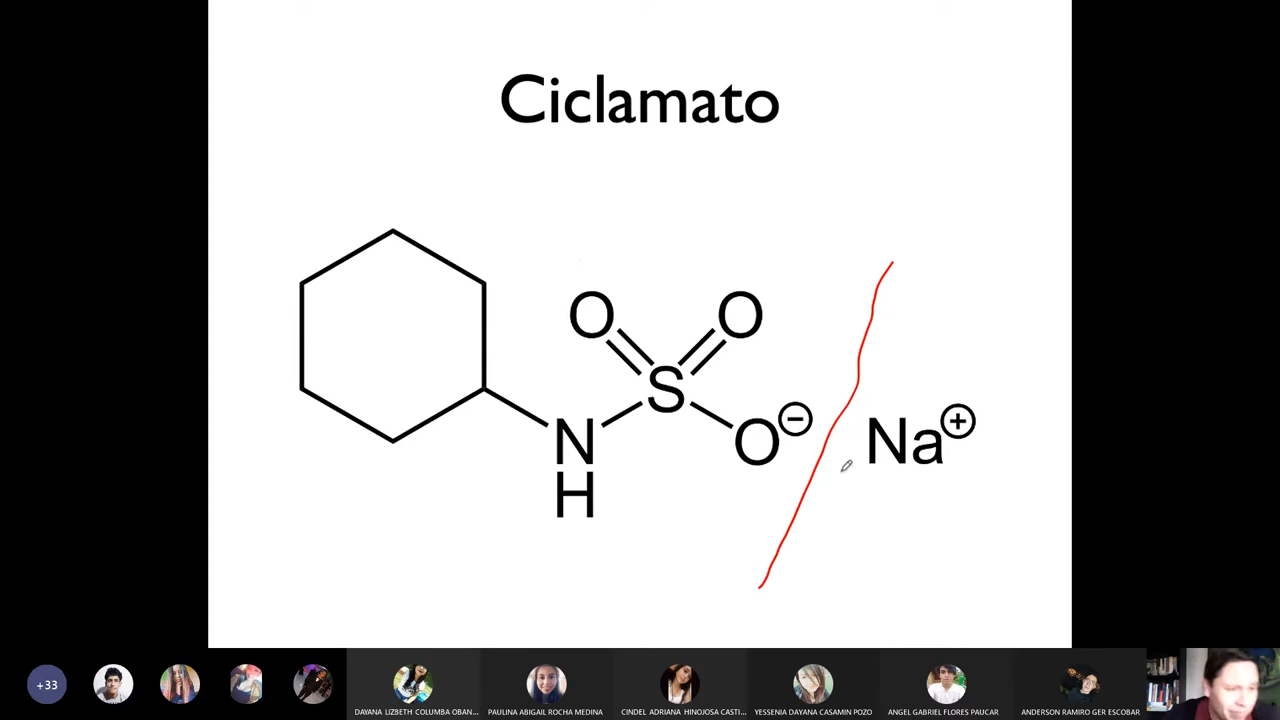 Ciclamato
O O
S
N O⊖ Na⊕
H
+33
DAYANA LIZBETH COLUMBA OBAN...
PAULINA ABIGAIL ROCHA MEDINA
CINDEL ADRIANA HINOJOSA CASTI...
YESSENIA DAYANA CASAMIN POZO
ANGEL GABRIEL FLORES PAUCAR
ANDERSON RAMIRO GER ESCOBAR